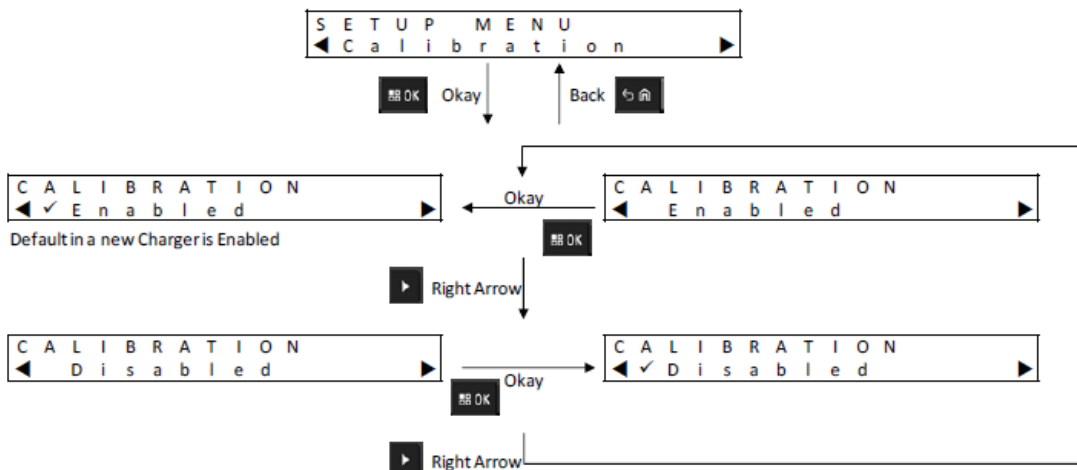 SETUP MENU
◀ Calibration ▶
OK Okay Back
Okay
CALIBRATION
◀ ✓ Enabled ▶
Default in a new Charger is Enabled
CALIBRATION
◀ Enabled ▶
OK
Right Arrow
CALIBRATION
◀ Disabled ▶
Okay
OK
CALIBRATION
◀ ✓ Disabled ▶
Right Arrow